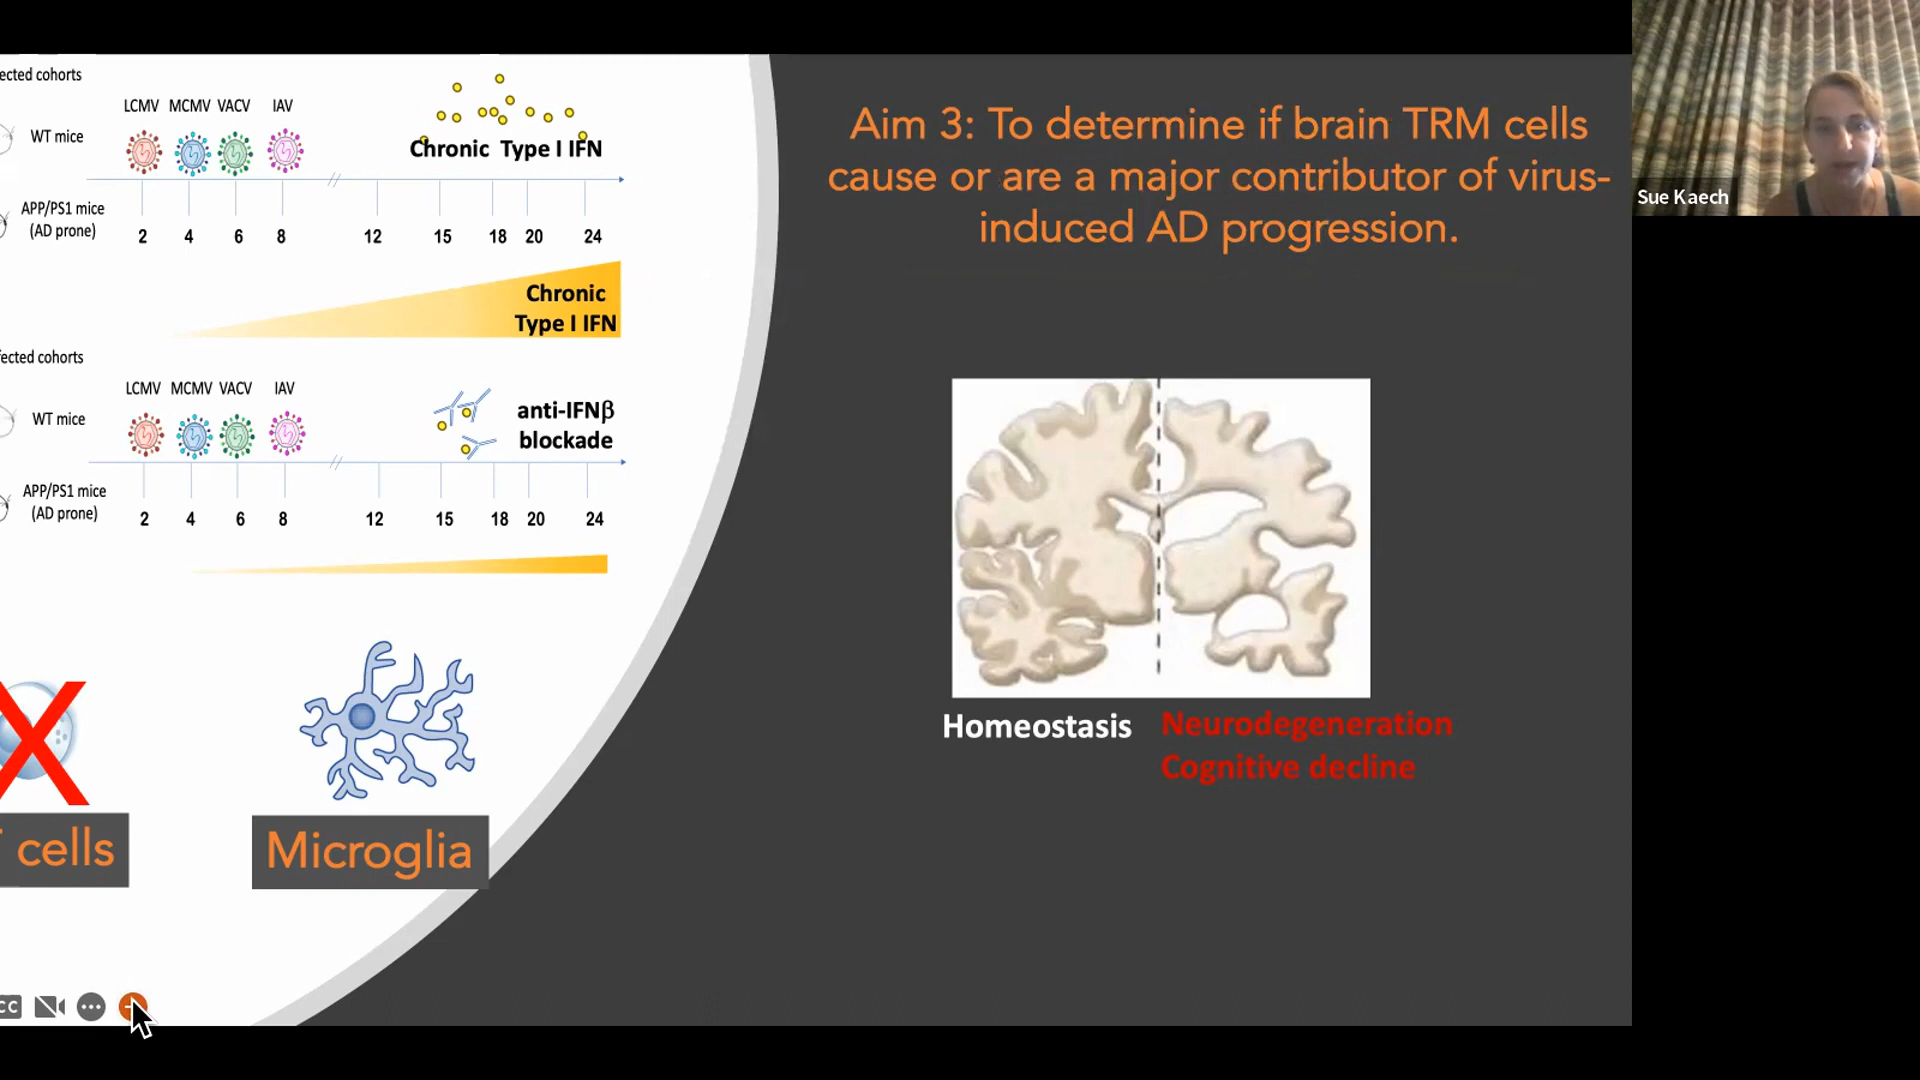 ected cohorts
LCMV MCMV VACV IAV
WT mice
Chronic Type I IFN
APP/PS1 mice
(AD prone)
2 4 6 8 12 15 18 20 24
Chronic
Type I IFN
fected cohorts
LCMV MCMV VACV IAV
WT mice
anti-IFNβ
blockade
APP/PS1 mice
(AD prone)
2 4 6 8 12 15 18 20 24
X
cells
Microglia
CC
Aim 3: To determine if brain TRM cells
cause or are a major contributor of virus-
induced AD progression.
Homeostasis
Neurodegeneration
Cognitive decline
Sue Kaech